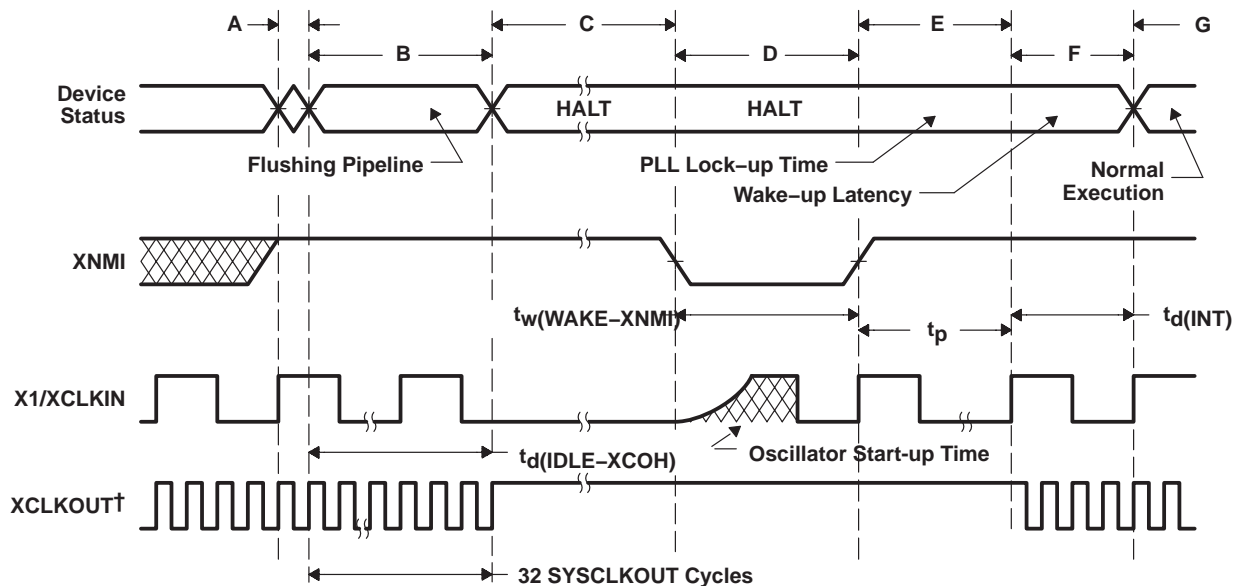 A
B
C
D
E
F
G
Device
Status
HALT
HALT
Flushing Pipeline
PLL Lock−up Time
Wake−up Latency
Normal
Execution
XNMI
tw(WAKE−XNMI)
tp
td(INT)
X1/XCLKIN
Oscillator Start-up Time
td(IDLE−XCOH)
XCLKOUT†
32 SYSCLKOUT Cycles